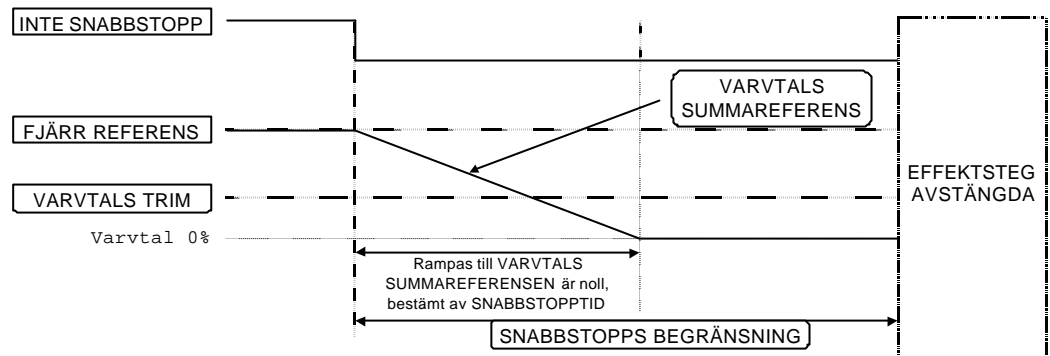 INTE SNABBSTOPP
VARVTALS
SUMMAREFERENS
FJÄRR REFERENS
EFFEKTSTEG
AVSTÄNGDA
VARVTALS TRIM
Varvtal 0%
Rampas till VARVTALS
SUMMAREFERENSEN är noll,
bestämt av SNABBSTOPPTID
SNABBSTOPPS BEGRÄNSNING